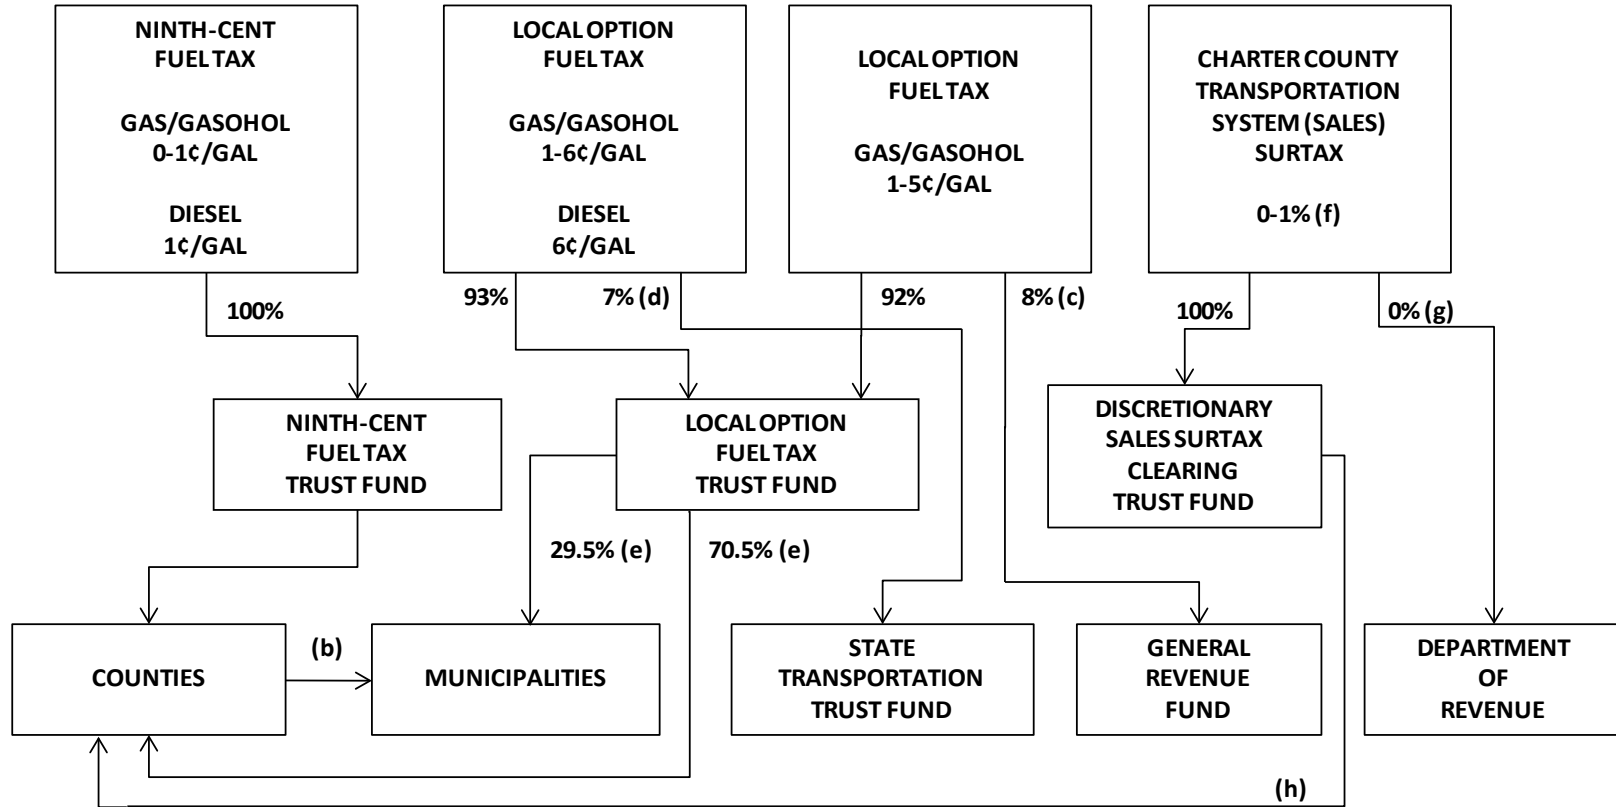 NINTH-CENT
FUEL TAX
GAS/GASOHOL
0-1¢/GAL
DIESEL
1¢/GAL
LOCAL OPTION
FUEL TAX
GAS/GASOHOL
1-6¢/GAL
DIESEL
6¢/GAL
LOCAL OPTION
FUEL TAX
GAS/GASOHOL
1-5¢/GAL
CHARTER COUNTY
TRANSPORTATION
SYSTEM (SALES)
SURTAX
0-1% (f)
100%
93%
7% (d)
92%
8% (c)
100%
0% (g)
NINTH-CENT
FUEL TAX
TRUST FUND
LOCAL OPTION
FUEL TAX
TRUST FUND
DISCRETIONARY
SALES SURTAX
CLEARING
TRUST FUND
29.5% (e)
70.5% (e)
COUNTIES
(b)
MUNICIPALITIES
STATE
TRANSPORTATION
TRUST FUND
GENERAL
REVENUE
FUND
DEPARTMENT
OF
REVENUE
(h)